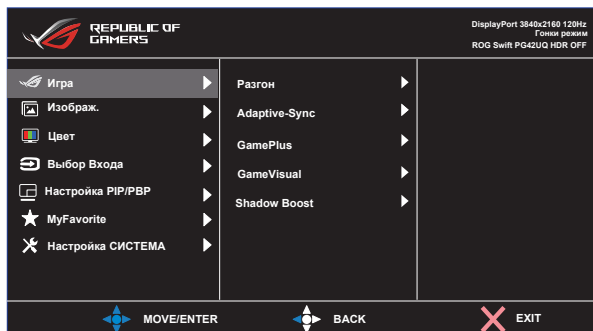 REPUBLIC OF
GAMERS
DisplayPort 3840x2160 120Hz
Гонки режим
ROG Swift PG42UQ HDR OFF
Игра
Изображ.
Цвет
Выбор Входа
Настройка PIP/PBP
MyFavorite
Настройка СИСТЕМА
Разгон
Adaptive-Sync
GamePlus
GameVisual
Shadow Boost
MOVE/ENTER
BACK
EXIT